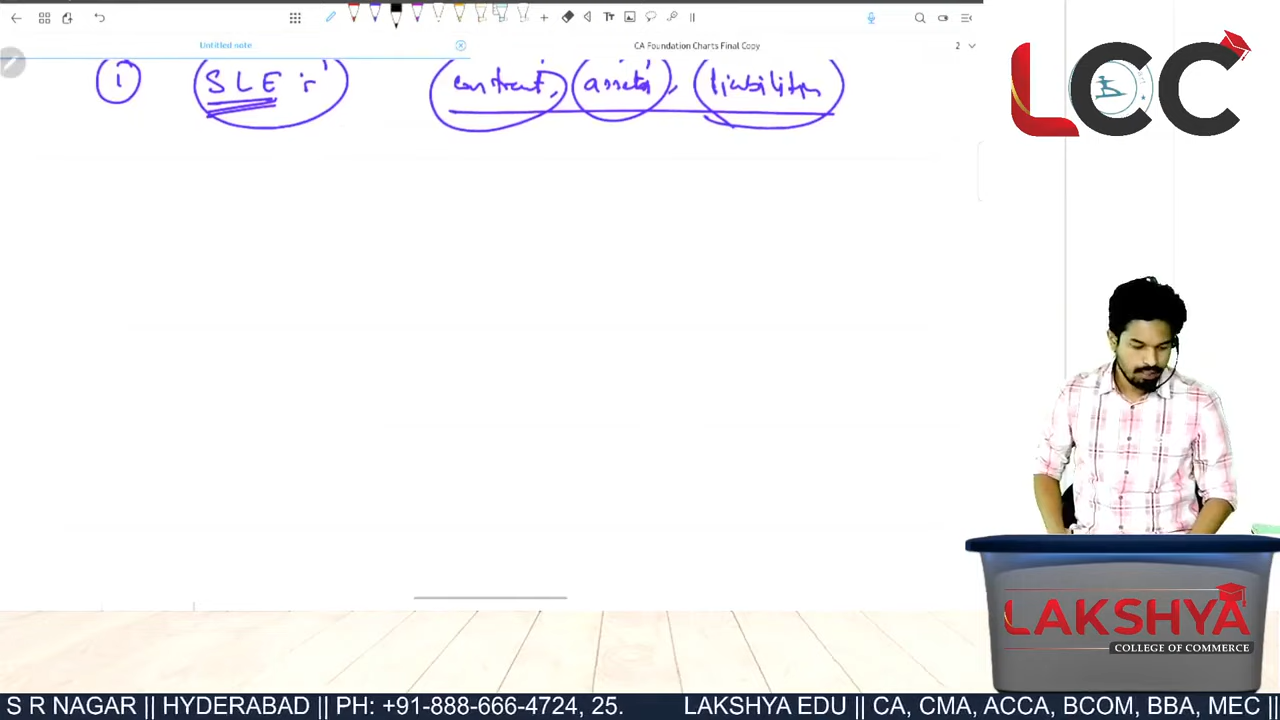 Untitled note
CA Foundation Charts Final Copy
2
LCC
① SLE :- contract, assets, liabilities
LAKSHYA
COLLEGE OF COMMERCE
S R NAGAR || HYDERABAD || PH: +91-888-666-4724, 25.
LAKSHYA EDU || CA, CMA, ACCA, BCOM, BBA, MEC ||